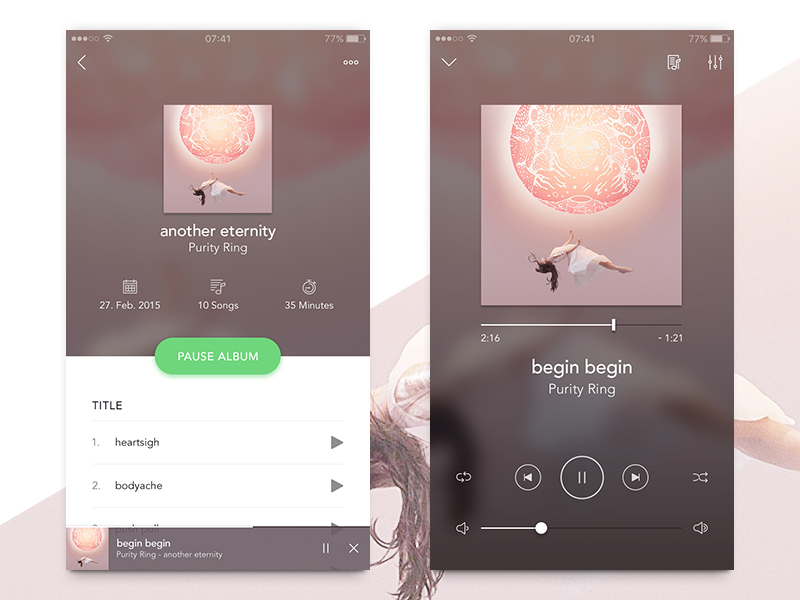 07:41
77%
another eternity
Purity Ring
27. Feb. 2015
10 Songs
35 Minutes
PAUSE ALBUM
TITLE
1. heartsigh
2. bodyache
push pull
begin begin
Purity Ring - another eternity
07:41
77%
2:16
- 1:21
begin begin
Purity Ring